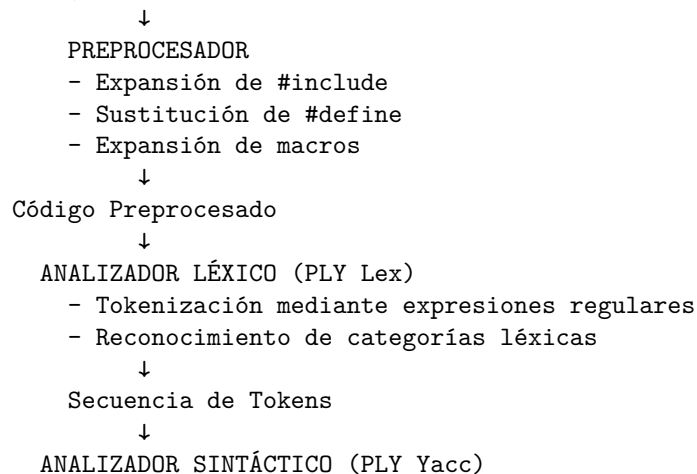 ↓
PREPROCESADOR
- Expansión de #include
- Sustitución de #define
- Expansión de macros
↓
Código Preprocesado
↓
ANALIZADOR LÉXICO (PLY Lex)
- Tokenización mediante expresiones regulares
- Reconocimiento de categorías léxicas
↓
Secuencia de Tokens
↓
ANALIZADOR SINTÁCTICO (PLY Yacc)